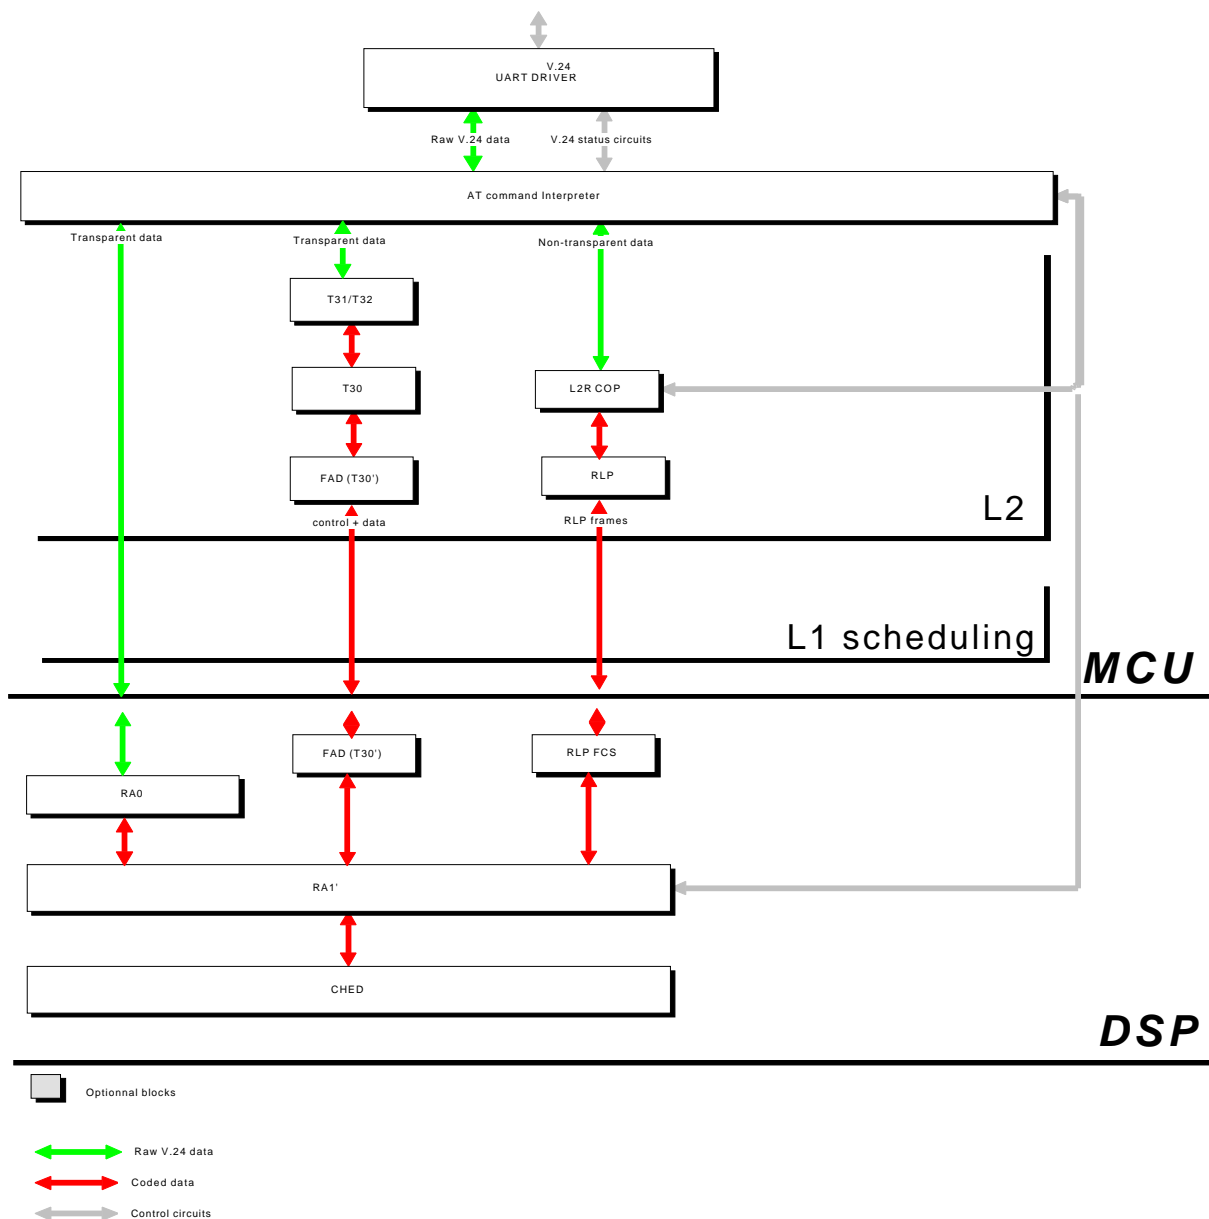 V.24
UART DRIVER
Raw V.24 data
V.24 status circuits
AT command Interpreter
Transparent data
Transparent data
Non-transparent data
T31/T32
T30
L2R COP
FAD (T30')
RLP
control + data
RLP frames
L2
L1 scheduling
MCU
FAD (T30')
RLP FCS
RA0
RA1'
CHED
DSP
Optionnal blocks
Raw V.24 data
Coded data
Control circuits